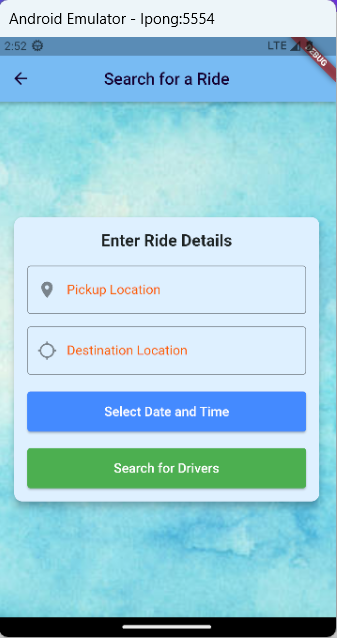 Android Emulator - Ipong:5554
2:52 LTE
DEBUG
Search for a Ride
Enter Ride Details
Pickup Location
Destination Location
Select Date and Time
Search for Drivers